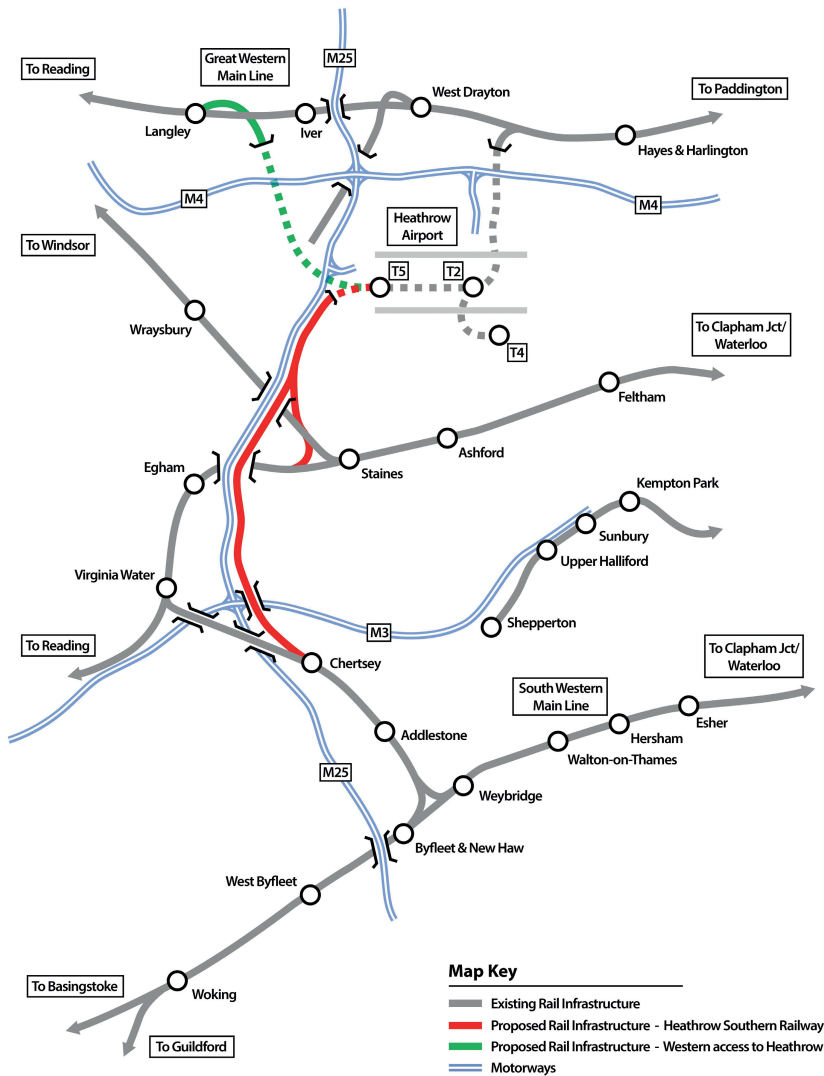 M25
Great Western
Main Line
To Reading
West Drayton
To Paddington
Langley
Iver
Hayes & Harlington
M4
M4
Heathrow
Airport
To Windsor
T5
T2
Wraysbury
To Clapham Jct/
Waterloo
T4
Feltham
Ashford
Staines
Egham
Kempton Park
Sunbury
Upper Halliford
Virginia Water
Shepperton
M3
To Reading
Chertsey
To Clapham Jct/
Waterloo
South Western
Main Line
Esher
Hersham
Addlestone
Walton-on-Thames
M25
Weybridge
Byfleet & New Haw
West Byfleet
To Basingstoke
Woking
To Guildford
Map Key
Existing Rail Infrastructure
Proposed Rail Infrastructure - Heathrow Southern Railway
Proposed Rail Infrastructure - Western access to Heathrow
Motorways